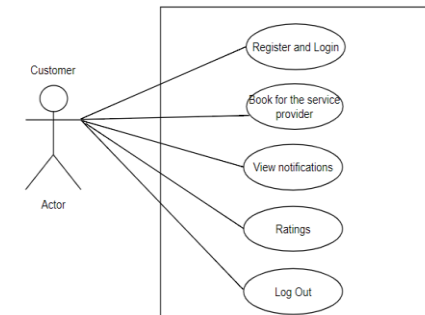 Customer
Actor
Register and Login
Book for the service
provider
View notifications
Ratings
Log Out